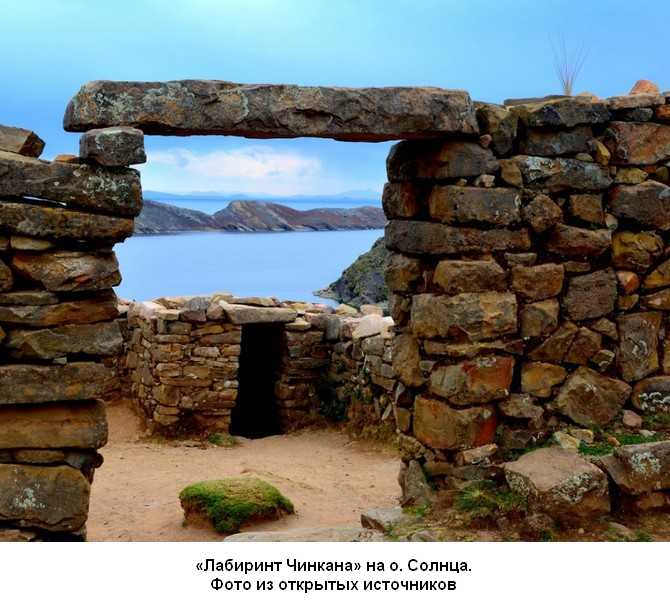 «Лабиринт Чинкана» на о. Солнца.
Фото из открытых источников